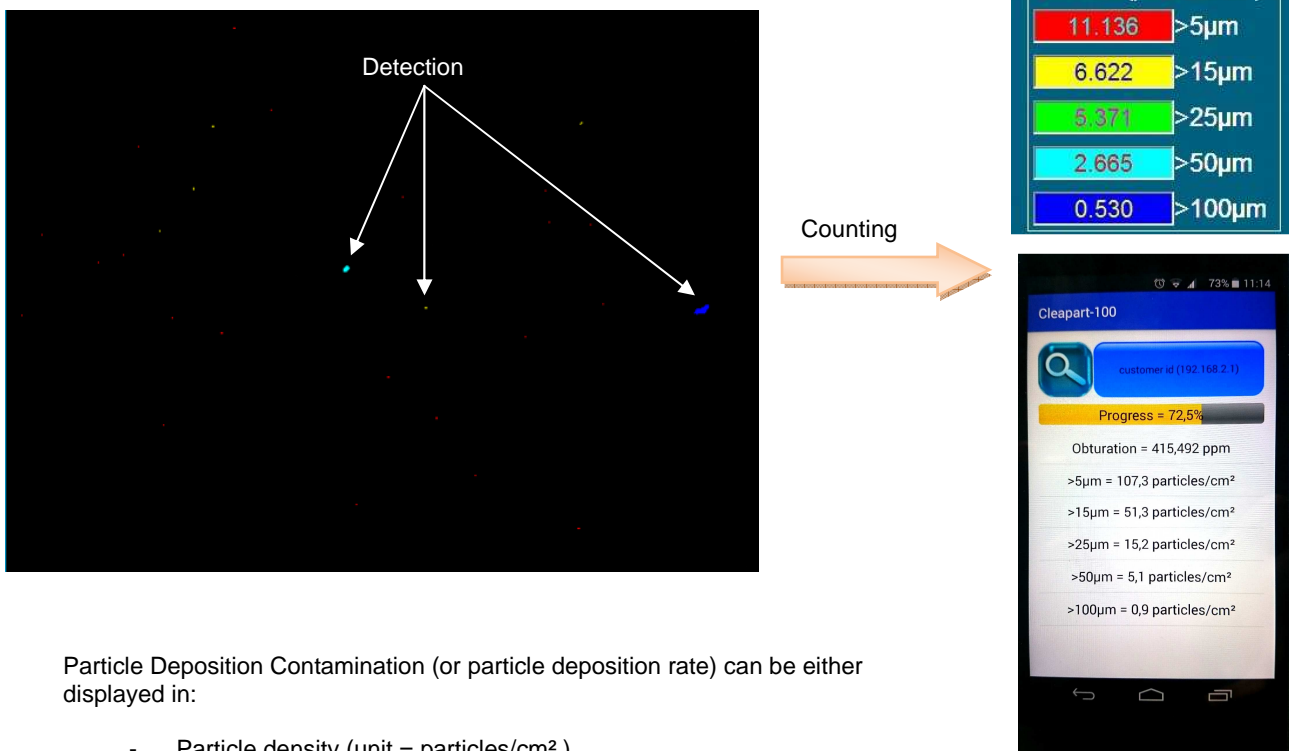 Detection
Counting
11.136 >5µm
6.622 >15µm
5.371 >25µm
2.665 >50µm
0.530 >100µm
73% 11:14
Cleapart-100
customer id (192.168.2.1)
Progress = 72,5%
Obturation = 415,492 ppm
>5µm = 107,3 particles/cm²
>15µm = 51,3 particles/cm²
>25µm = 15,2 particles/cm²
>50µm = 5,1 particles/cm²
>100µm = 0,9 particles/cm²
Particle Deposition Contamination (or particle deposition rate) can be either
displayed in:
- Particle density (unit = particles/cm² )